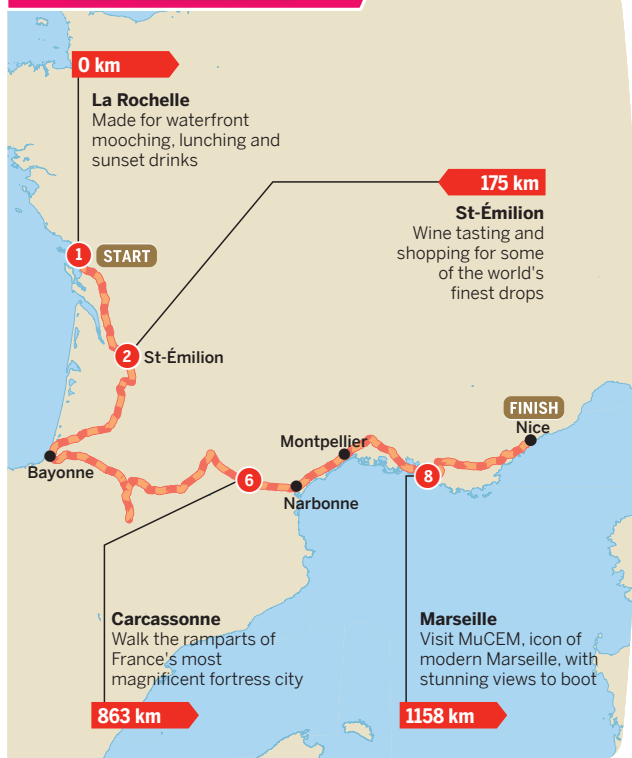 0 km
La Rochelle
Made for waterfront
mooching, lunching and
sunset drinks
175 km
St-Émilion
Wine tasting and
shopping for some
of the world's
finest drops
1 START
2 St-Émilion
FINISH
Nice
Montpellier
Bayonne
6
8
Narbonne
Carcassonne
Walk the ramparts of
France's most
magnificent fortress city
863 km
Marseille
Visit MuCEM, icon of
modern Marseille, with
stunning views to boot
1158 km